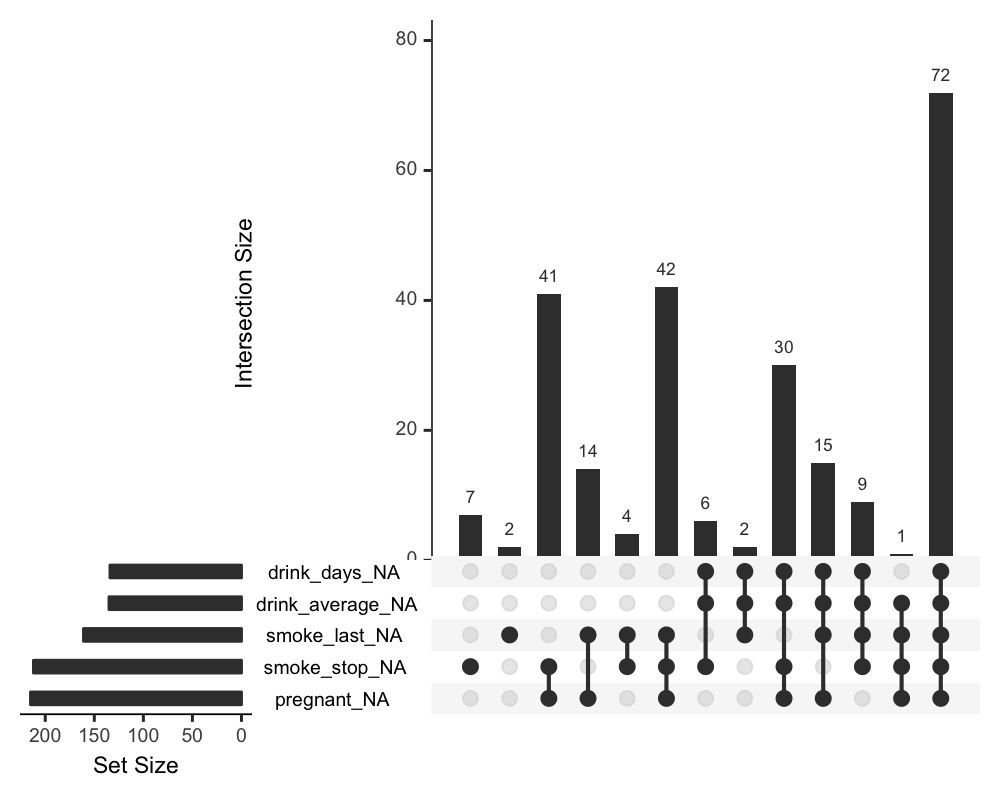 80
60
40
20
0
Intersection Size
72
41
42
30
14
15
7
2
4
6
2
9
1
drink_days_NA
drink_average_NA
smoke_last_NA
smoke_stop_NA
pregnant_NA
200 150 100 50 0
Set Size